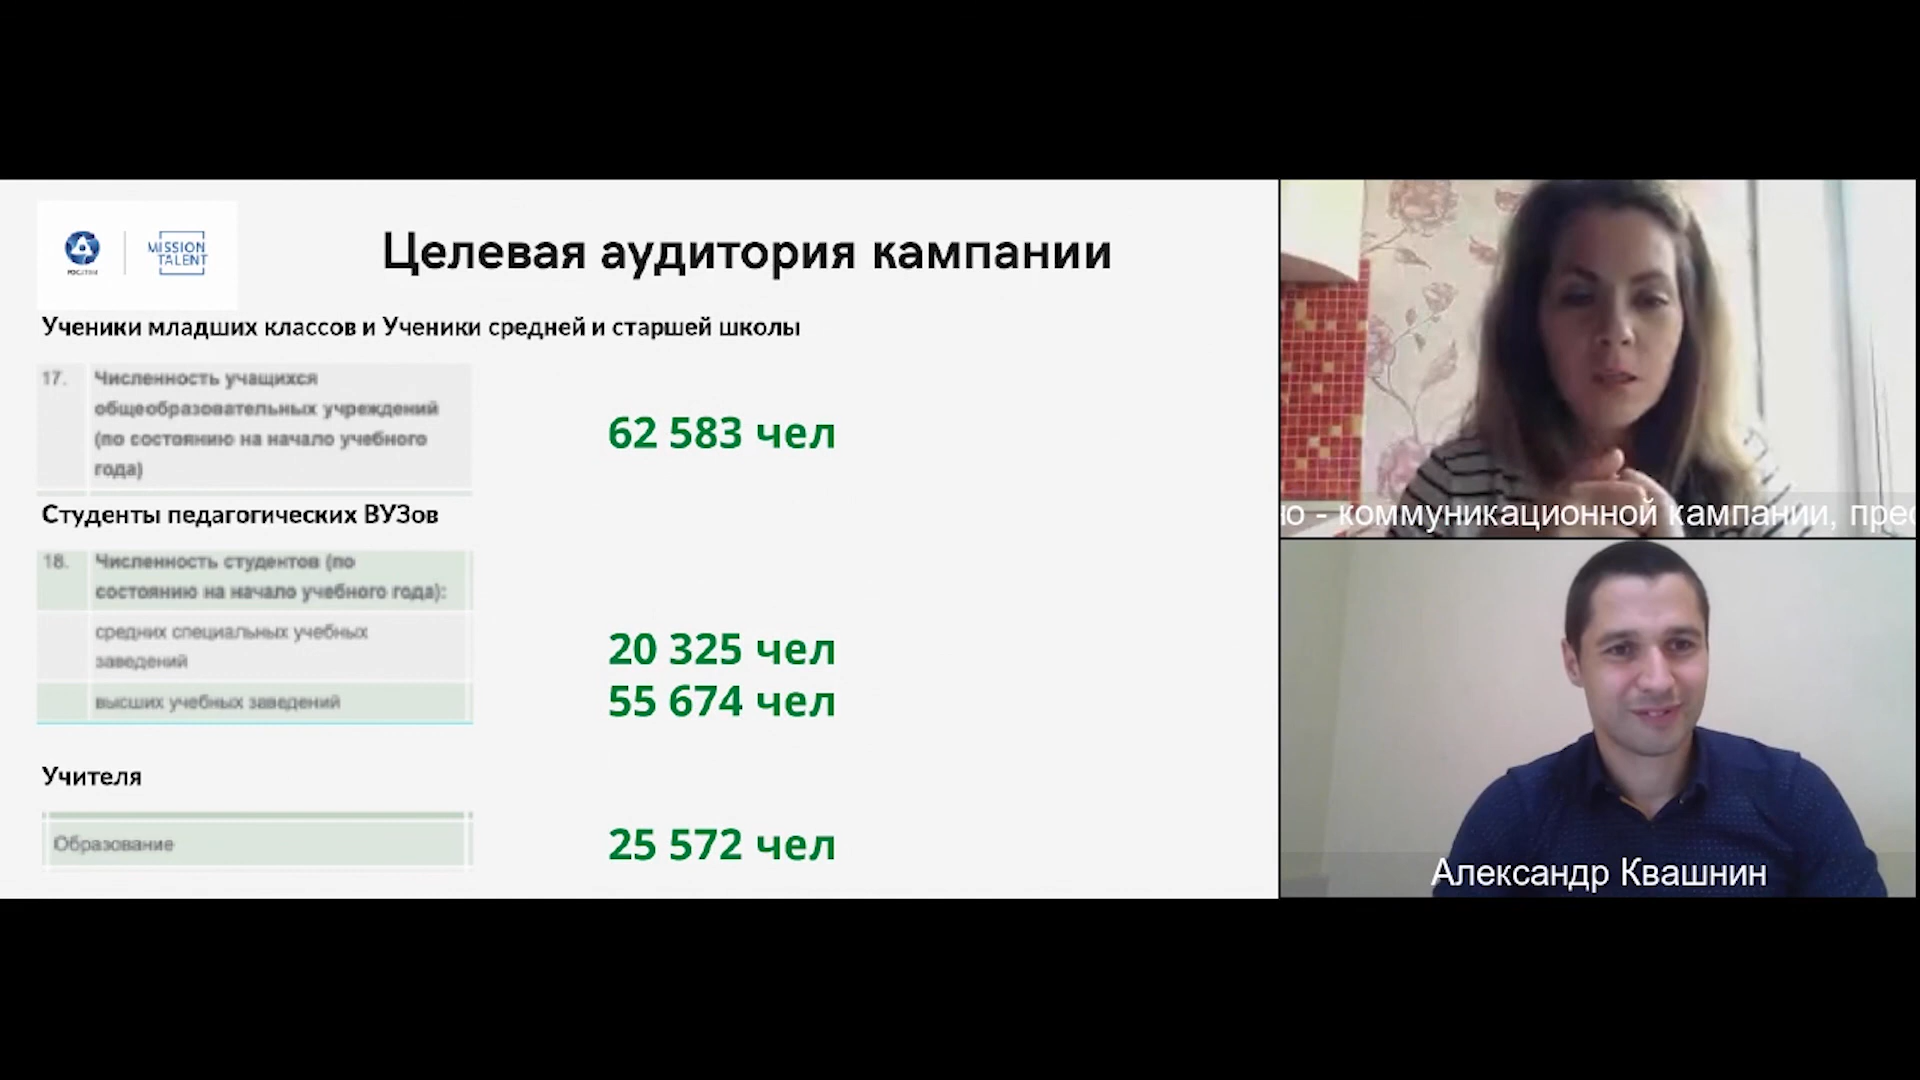 РОСАТОМ
MISSION
TALENT
Целевая аудитория кампании
Ученики младших классов и Ученики средней и старшей школы
17. Численность учащихся
общеобразовательных учреждений
(по состоянию на начало учебного
года)
62 583 чел
Студенты педагогических ВУЗов
18. Численность студентов (по
состоянию на начало учебного года):
средних специальных учебных
заведений
20 325 чел
высших учебных заведений
55 674 чел
Учителя
Образование
25 572 чел
но - коммуникационной кампании, прес
Александр Квашнин